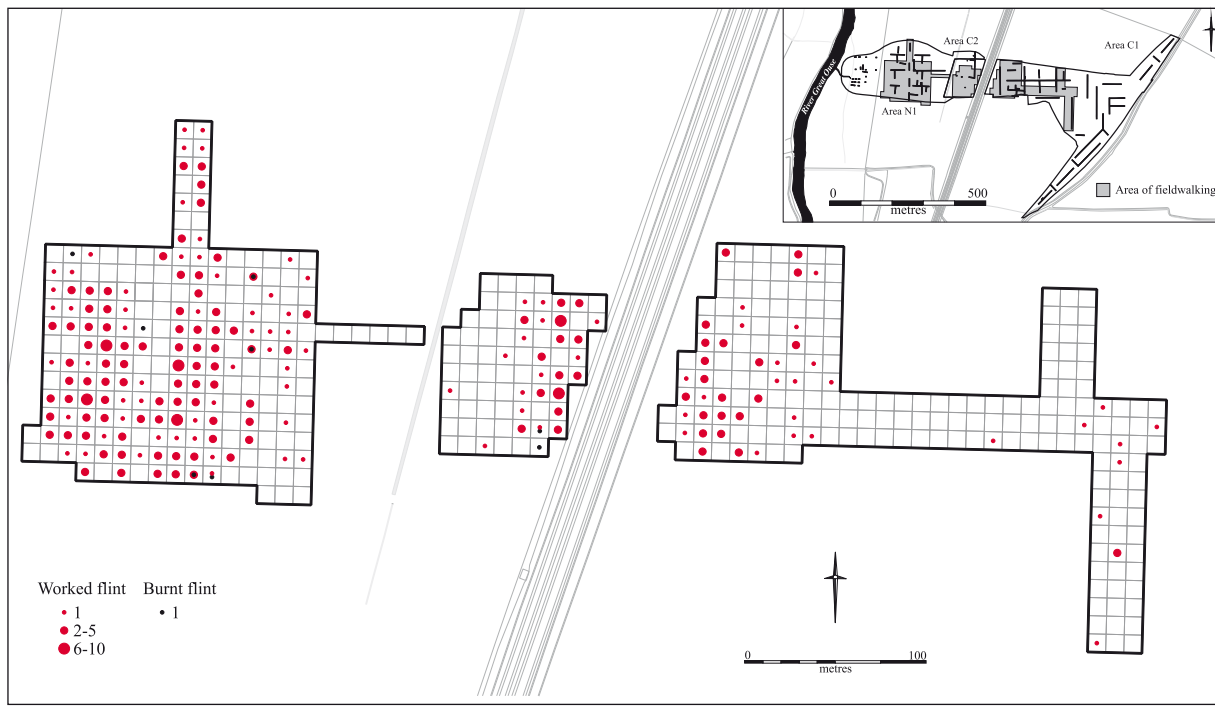 Area C2
Area C1
River Great Ouse
Area N1
0
500
metres
Area of fieldwalking
Worked flint
Burnt flint
1
1
2-5
6-10
0
100
metres